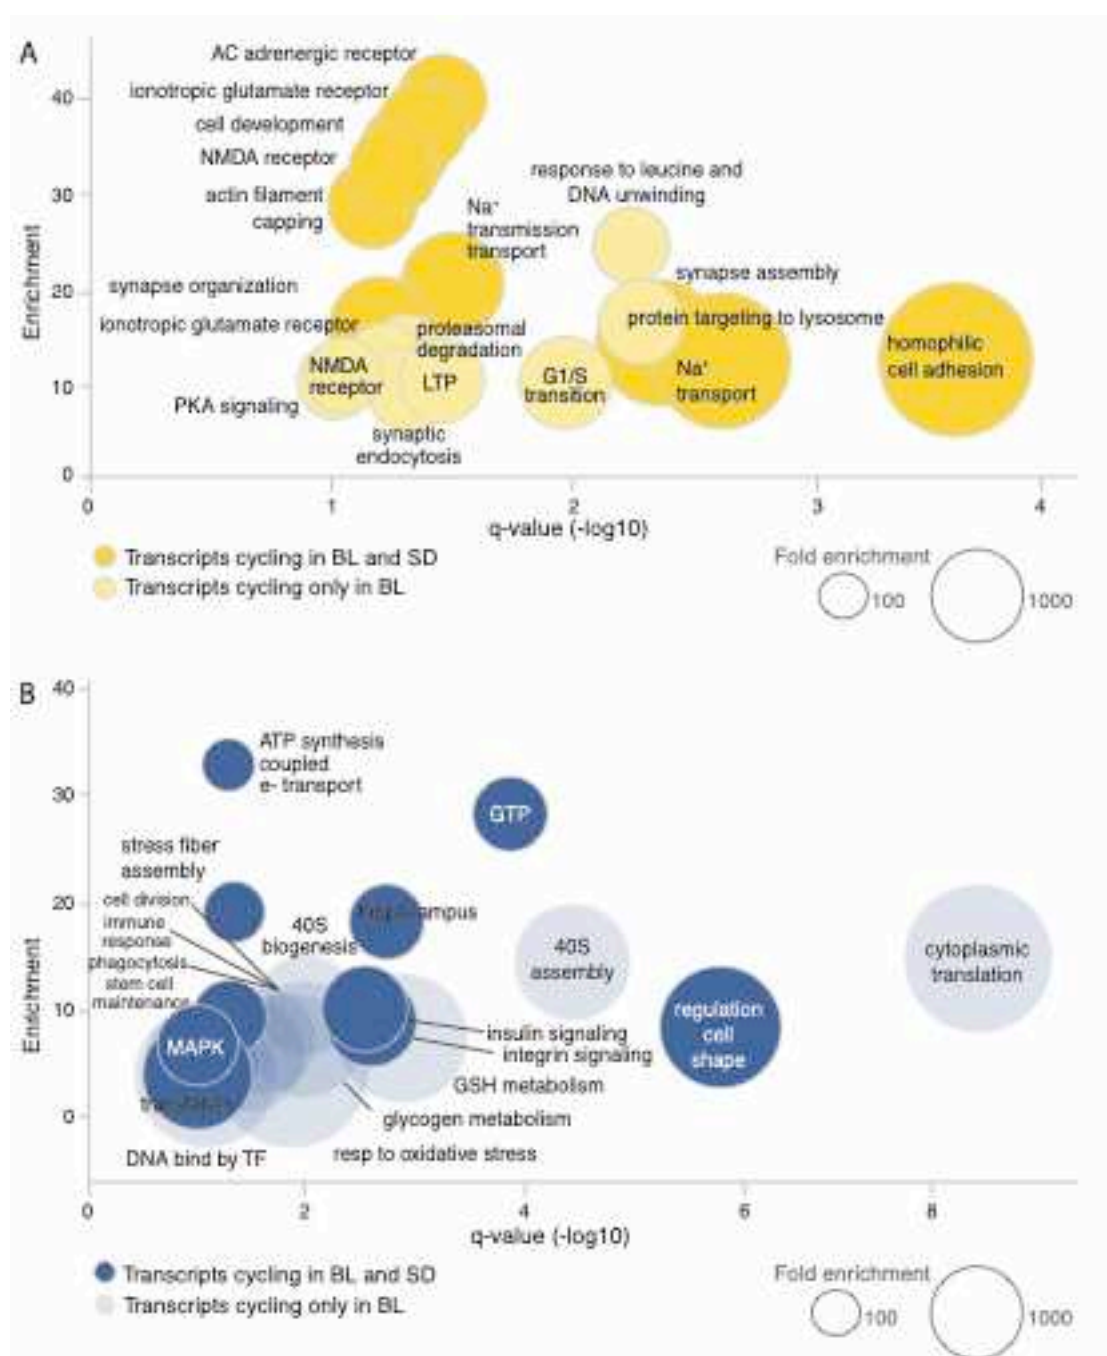 A
AC adrenergic receptor
ionotropic glutamate receptor
cell development
NMDA receptor
actin filament
capping
response to leucine and
DNA unwinding
Na⁺
transmission
transport
synapse assembly
synapse organization
ionotropic glutamate receptor
proteasomal
degradation
protein targeting to lysosome
homophilic
cell adhesion
NMDA
receptor
LTP
G1/S
transition
Na⁺
transport
PKA signaling
synaptic
endocytosis
Enrichment
40
30
20
10
0
0 1 2 3 4
q-value (-log10)
Transcripts cycling in BL and SD
Transcripts cycling only in BL
Fold enrichment
100
1000
B
40
30
20
10
0
Enrichment
ATP synthesis
coupled
e- transport
GTP
stress fiber
assembly
cell division
immune
response
phagocytosis
stem cell
maintenance
40S
biogenesis
40S
assembly
cytoplasmic
translation
regulation
cell
shape
MAPK
insulin signaling
integrin signaling
GSH metabolism
glycogen metabolism
resp to oxidative stress
DNA bind by TF
0 2 4 6 8
q-value (-log10)
Transcripts cycling in BL and SD
Transcripts cycling only in BL
Fold enrichment
100
1000